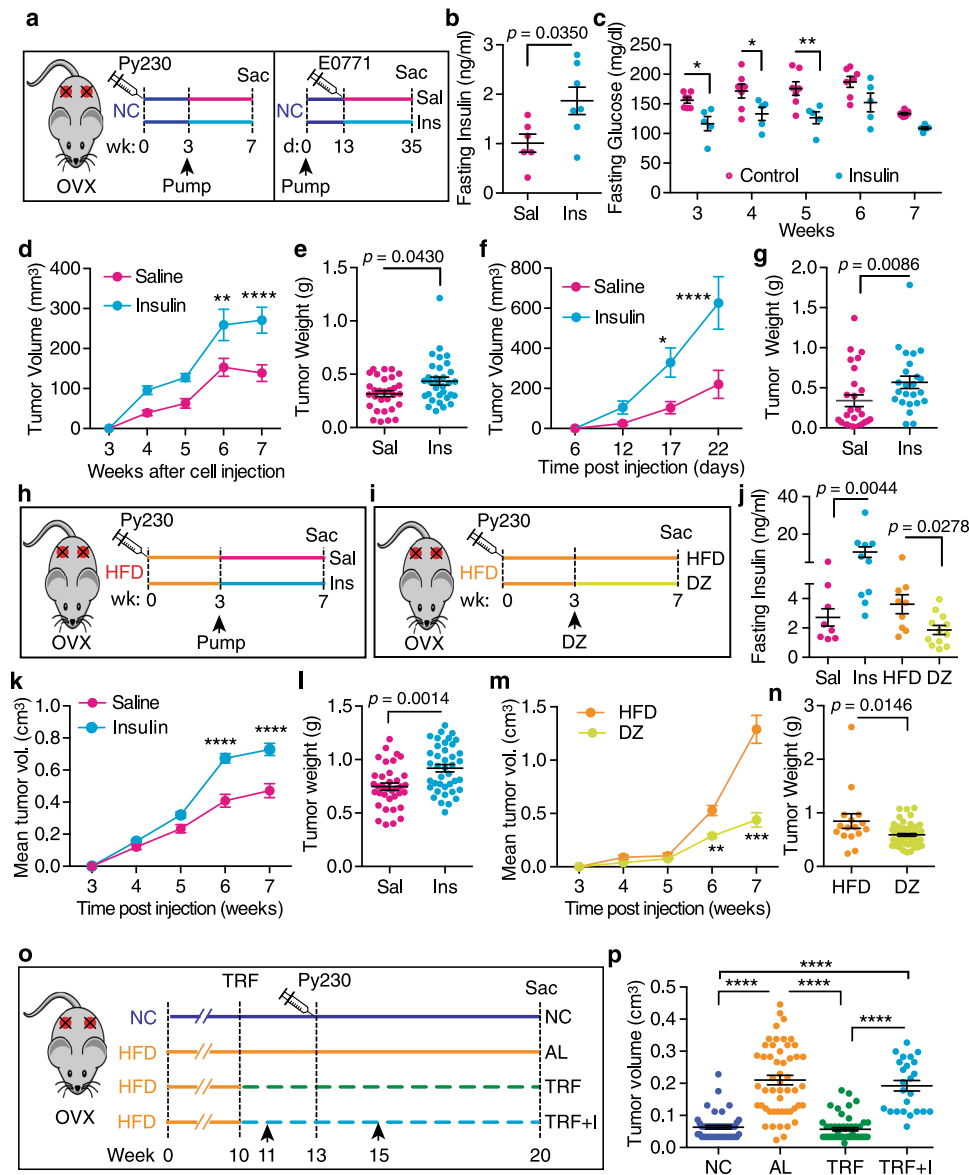 a
Py230
E0771
Sac
Sac
NC
NC
Sal
Ins
wk: 0 3 7
d:0 13 35
OVX
Pump
Pump
b
p = 0.0350
Fasting Insulin (ng/ml)
3
2
1
0
Sal Ins
c
Fasting Glucose (mg/dl)
250
200
150
100
50
0
* * **
Control Insulin
3 4 5 6 7
Weeks
d
Saline
Insulin
Tumor Volume (mm³)
400
300
200
100
0
** ****
3 4 5 6 7
Weeks after cell injection
e
p = 0.0430
Tumor Weight (g)
1.5
1.0
0.5
0.0
Sal Ins
f
Saline
Insulin
Tumor Volume (mm³)
800
600
400
200
0
* ****
6 12 17 22
Time post injection (days)
g
p = 0.0086
Tumor Weight (g)
2.0
1.5
1.0
0.5
0.0
Sal Ins
h
Py230
Sac
HFD
Sal
Ins
wk: 0 3 7
OVX
Pump
i
Py230
Sac
HFD
HFD
DZ
wk: 0 3 7
OVX
DZ
j
p = 0.0044
p = 0.0278
Fasting Insulin (ng/ml)
40
20
4
2
0
Sal Ins HFD DZ
k
Saline
Insulin
Mean tumor vol. (cm³)
1.0
0.8
0.6
0.4
0.2
0.0
**** ****
3 4 5 6 7
Time post injection (weeks)
l
p = 0.0014
Tumor weight (g)
1.5
1.0
0.5
0.0
Sal Ins
m
HFD
DZ
Mean tumor vol. (cm³)
1.5
1.0
0.5
0.0
** ***
3 4 5 6 7
Time post injection (weeks)
n
p = 0.0146
Tumor Weight (g)
3
2
1
0
HFD DZ
o
TRF
Py230
Sac
NC NC
HFD AL
HFD TRF
HFD TRF+I
OVX
Week 0 10 11 13 15 20
p
Tumor volume (cm³)
0.5
0.4
0.3
0.2
0.1
0.0
****
**** ****
****
NC AL TRF TRF+I